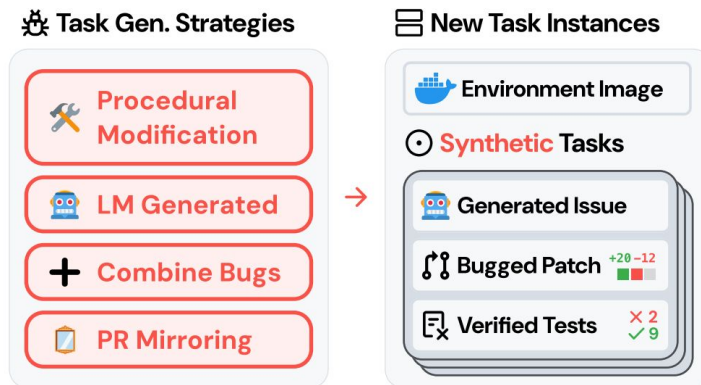 Task Gen. Strategies
Procedural
Modification
LM Generated
Combine Bugs
PR Mirroring
New Task Instances
Environment Image
Synthetic Tasks
Generated Issue
Bugged Patch +20 -12
Verified Tests × 2
✓ 9